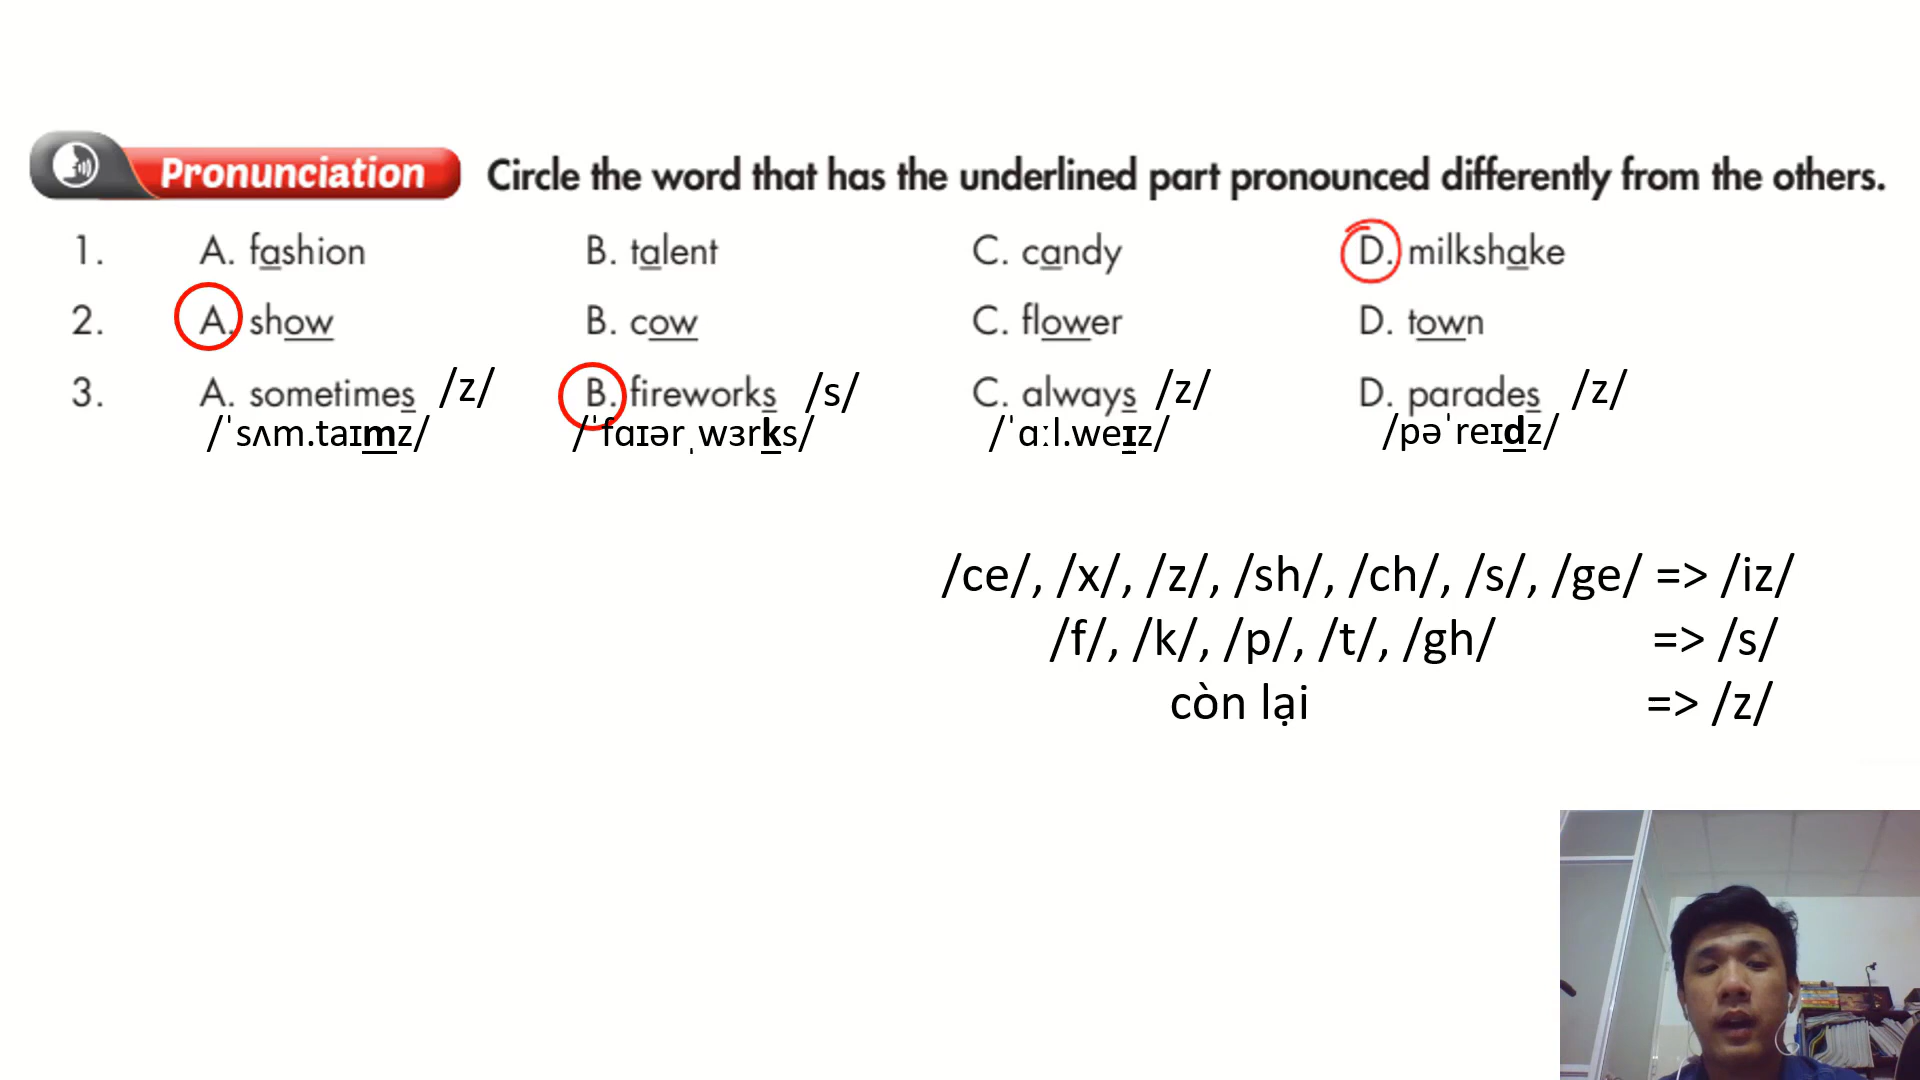 Pronunciation Circle the word that has the underlined part pronounced differently from the others.
1. A. fashion B. talent C. candy D. milkshake
2. A. show B. cow C. flower D. town
3. A. sometimes /z/ B. fireworks /s/ C. always /z/ D. parades /z/
/ˈsʌm.taɪmz/ /ˈfɑɪərˌwɜrks/ /ˈɑːl.weɪz/ /pəˈreɪdz/
/ce/, /x/, /z/, /sh/, /ch/, /s/, /ge/ => /iz/
/f/, /k/, /p/, /t/, /gh/ => /s/
còn lại => /z/